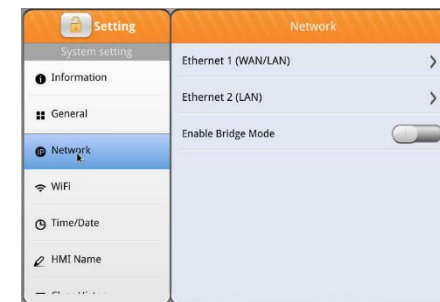 Setting
System setting
Information
General
Network
WiFi
Time/Date
HMI Name
Network
Ethernet 1 (WAN/LAN)
Ethernet 2 (LAN)
Enable Bridge Mode